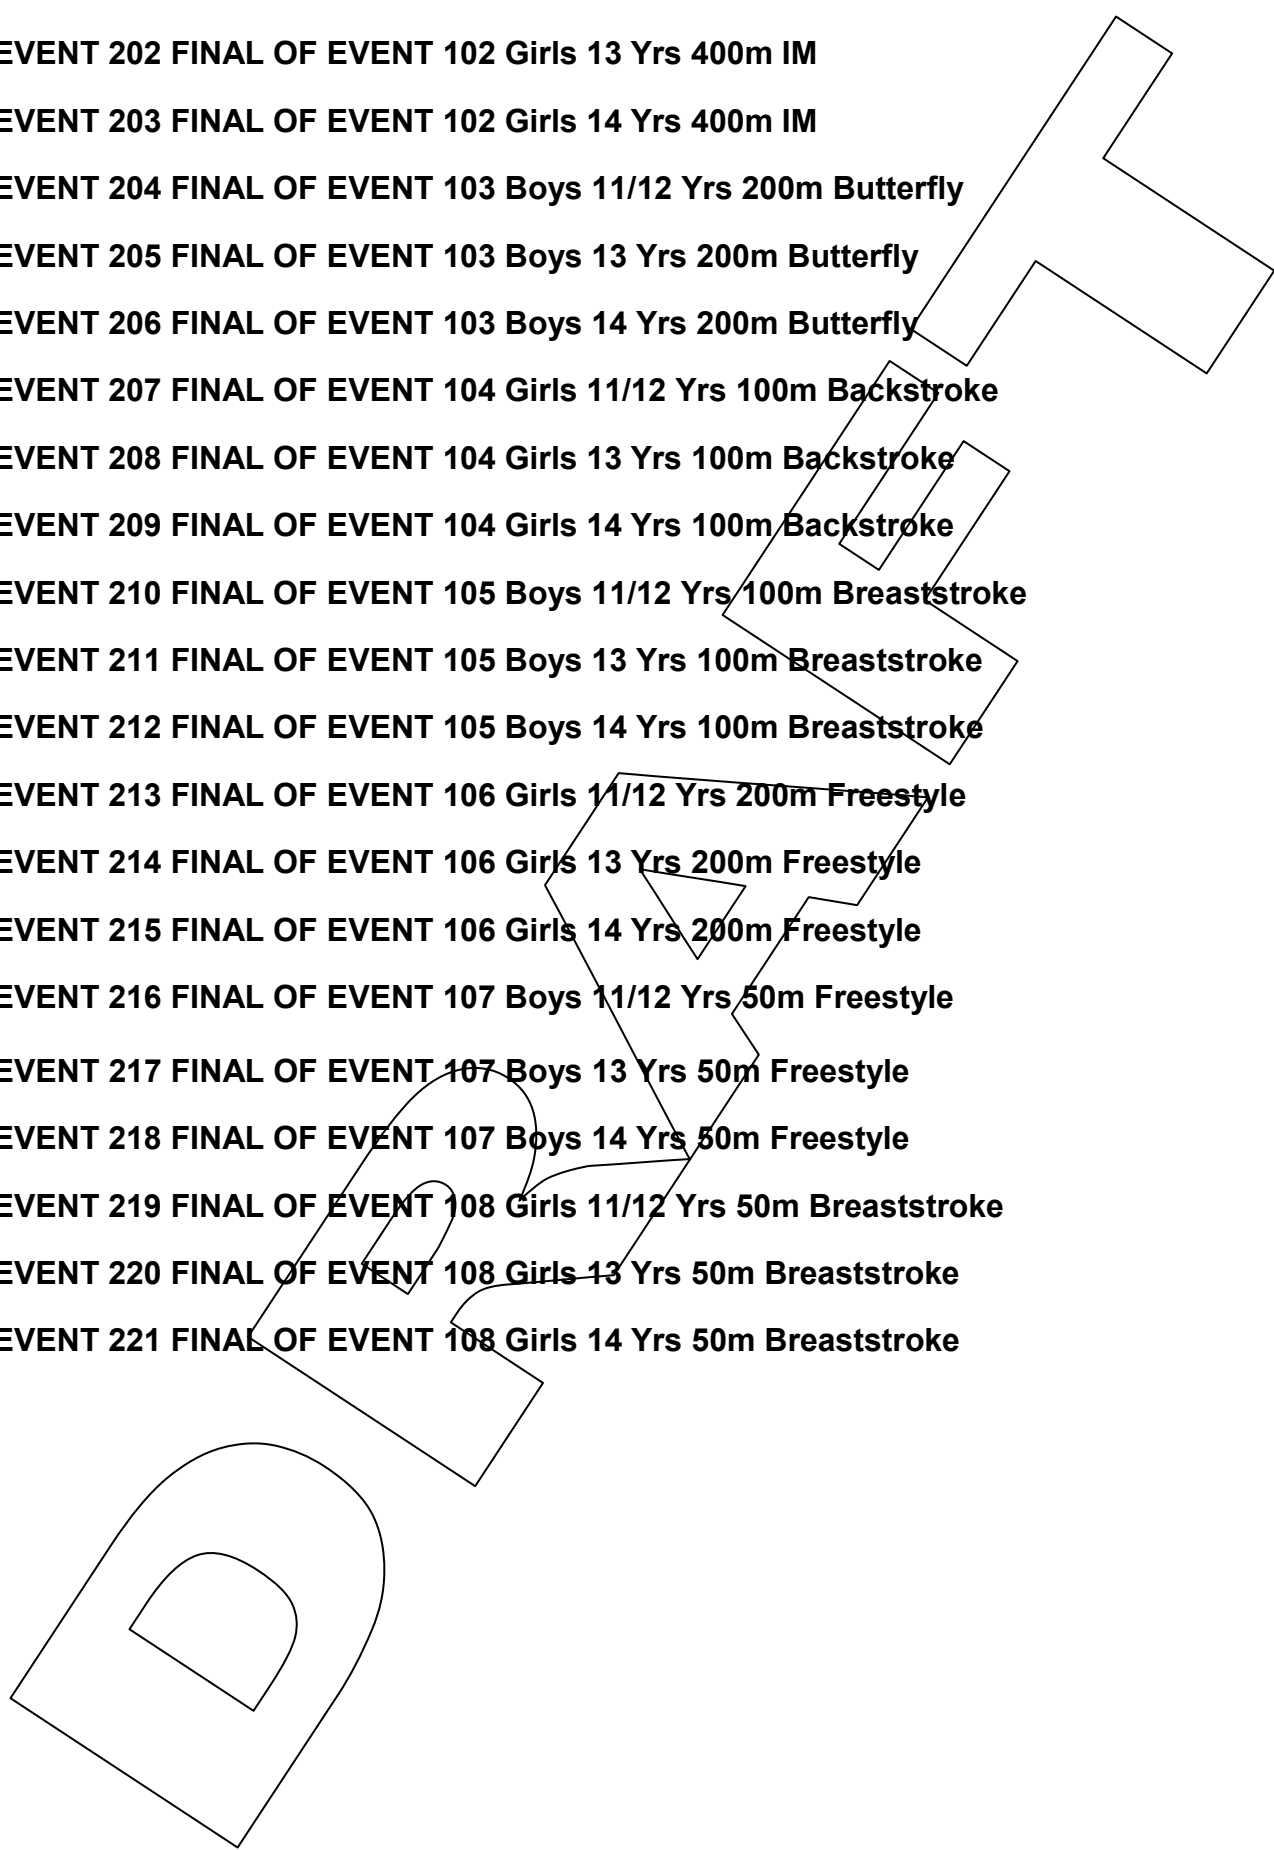 EVENT 202 FINAL OF EVENT 102 Girls 13 Yrs 400m IM
EVENT 203 FINAL OF EVENT 102 Girls 14 Yrs 400m IM
EVENT 204 FINAL OF EVENT 103 Boys 11/12 Yrs 200m Butterfly
EVENT 205 FINAL OF EVENT 103 Boys 13 Yrs 200m Butterfly
EVENT 206 FINAL OF EVENT 103 Boys 14 Yrs 200m Butterfly
EVENT 207 FINAL OF EVENT 104 Girls 11/12 Yrs 100m Backstroke
EVENT 208 FINAL OF EVENT 104 Girls 13 Yrs 100m Backstroke
EVENT 209 FINAL OF EVENT 104 Girls 14 Yrs 100m Backstroke
EVENT 210 FINAL OF EVENT 105 Boys 11/12 Yrs 100m Breaststroke
EVENT 211 FINAL OF EVENT 105 Boys 13 Yrs 100m Breaststroke
EVENT 212 FINAL OF EVENT 105 Boys 14 Yrs 100m Breaststroke
EVENT 213 FINAL OF EVENT 106 Girls 11/12 Yrs 200m Freestyle
EVENT 214 FINAL OF EVENT 106 Girls 13 Yrs 200m Freestyle
EVENT 215 FINAL OF EVENT 106 Girls 14 Yrs 200m Freestyle
EVENT 216 FINAL OF EVENT 107 Boys 11/12 Yrs 50m Freestyle
EVENT 217 FINAL OF EVENT 107 Boys 13 Yrs 50m Freestyle
EVENT 218 FINAL OF EVENT 107 Boys 14 Yrs 50m Freestyle
EVENT 219 FINAL OF EVENT 108 Girls 11/12 Yrs 50m Breaststroke
EVENT 220 FINAL OF EVENT 108 Girls 13 Yrs 50m Breaststroke
EVENT 221 FINAL OF EVENT 108 Girls 14 Yrs 50m Breaststroke
DRAFT